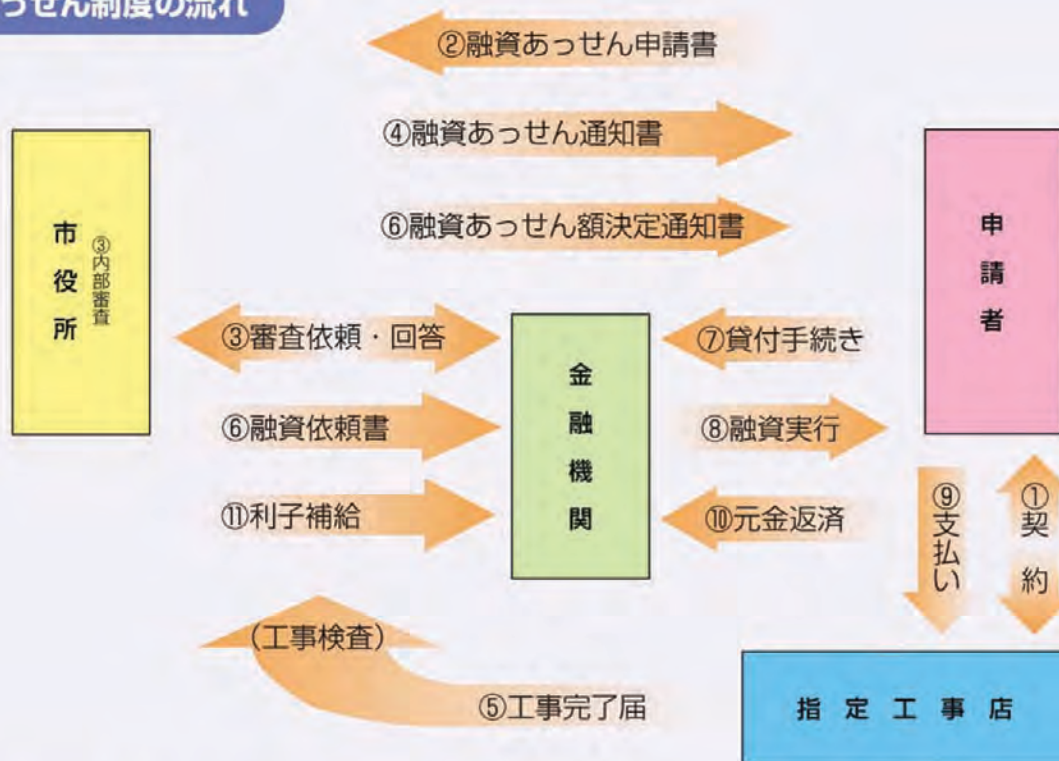 っせん制度の流れ
②融資あっせん申請書
④融資あっせん通知書
⑥融資あっせん額決定通知書
市役所
③内部審査
申請者
③審査依頼・回答
⑥融資依頼書
⑪利子補給
金融機関
⑦貸付手続き
⑧融資実行
⑩元金返済
⑨支払い
①契約
(工事検査)
⑤工事完了届
指定工事店